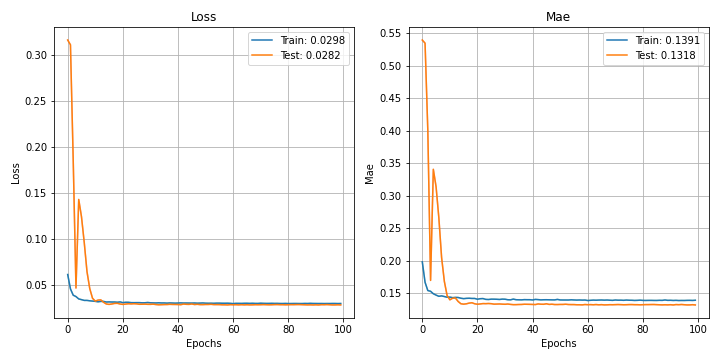 Loss
Train: 0.0298
Test: 0.0282
0.30
0.25
0.20
0.15
0.10
0.05
Loss
0 20 40 60 80 100
Epochs
Mae
Train: 0.1391
Test: 0.1318
0.55
0.50
0.45
0.40
0.35
0.30
0.25
0.20
0.15
Mae
0 20 40 60 80 100
Epochs